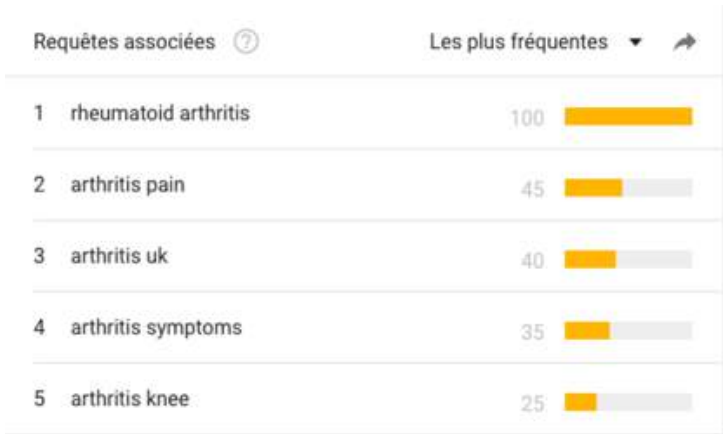 Requêtes associées ? Les plus fréquentes
1 rheumatoid arthritis 100
2 arthritis pain 45
3 arthritis uk 40
4 arthritis symptoms 35
5 arthritis knee 25